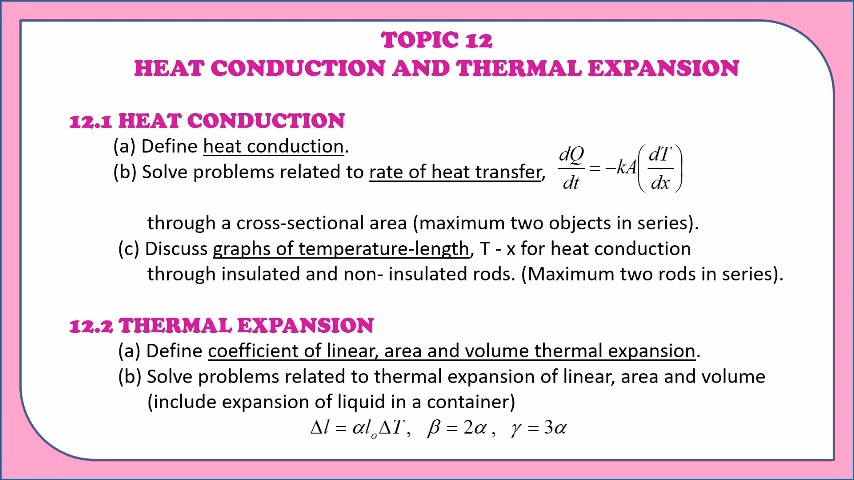 TOPIC 12
HEAT CONDUCTION AND THERMAL EXPANSION
12.1 HEAT CONDUCTION
(a) Define heat conduction.
(b) Solve problems related to rate of heat transfer, dQ/dt = −kA(dT/dx)
through a cross-sectional area (maximum two objects in series).
(c) Discuss graphs of temperature-length, T - x for heat conduction
through insulated and non- insulated rods. (Maximum two rods in series).
12.2 THERMAL EXPANSION
(a) Define coefficient of linear, area and volume thermal expansion.
(b) Solve problems related to thermal expansion of linear, area and volume
(include expansion of liquid in a container)
Δl = αlₒΔT, β = 2α , γ = 3α